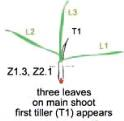 L3
T1
L2
L1
Z1.3, Z2.1
three leaves
on main shoot
first tiller (T1) appears